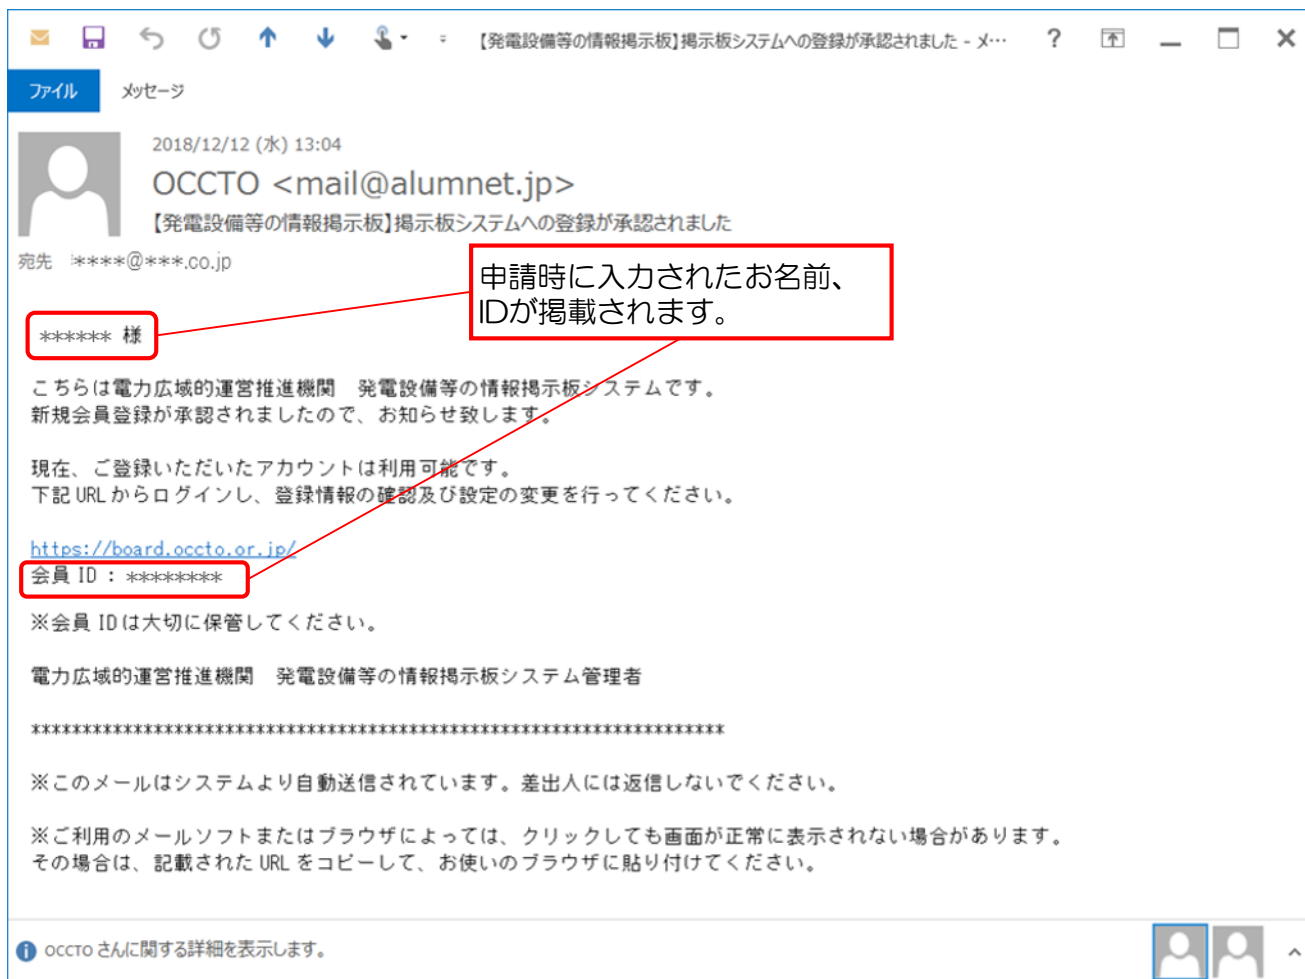 【発電設備等の情報掲示板】掲示板システムへの登録が承認されました - メ…
ファイル メッセージ
2018/12/12 (水) 13:04
OCCTO <mail@alumnet.jp>
【発電設備等の情報掲示板】掲示板システムへの登録が承認されました
宛先 ****@***.co.jp
申請時に入力されたお名前、
IDが掲載されます。
****** 様
こちらは電力広域的運営推進機関　発電設備等の情報掲示板システムです。
新規会員登録が承認されましたので、お知らせ致します。
現在、ご登録いただいたアカウントは利用可能です。
下記 URL からログインし、登録情報の確認及び設定の変更を行ってください。
https://board.occto.or.jp/
会員 ID : ********
※会員 ID は大切に保管してください。
電力広域的運営推進機関　発電設備等の情報掲示板システム管理者
********************************************************************
※このメールはシステムより自動送信されています。差出人には返信しないでください。
※ご利用のメールソフトまたはブラウザによっては、クリックしても画面が正常に表示されない場合があります。
その場合は、記載された URL をコピーして、お使いのブラウザに貼り付けてください。
OCCTO さんに関する詳細を表示します。